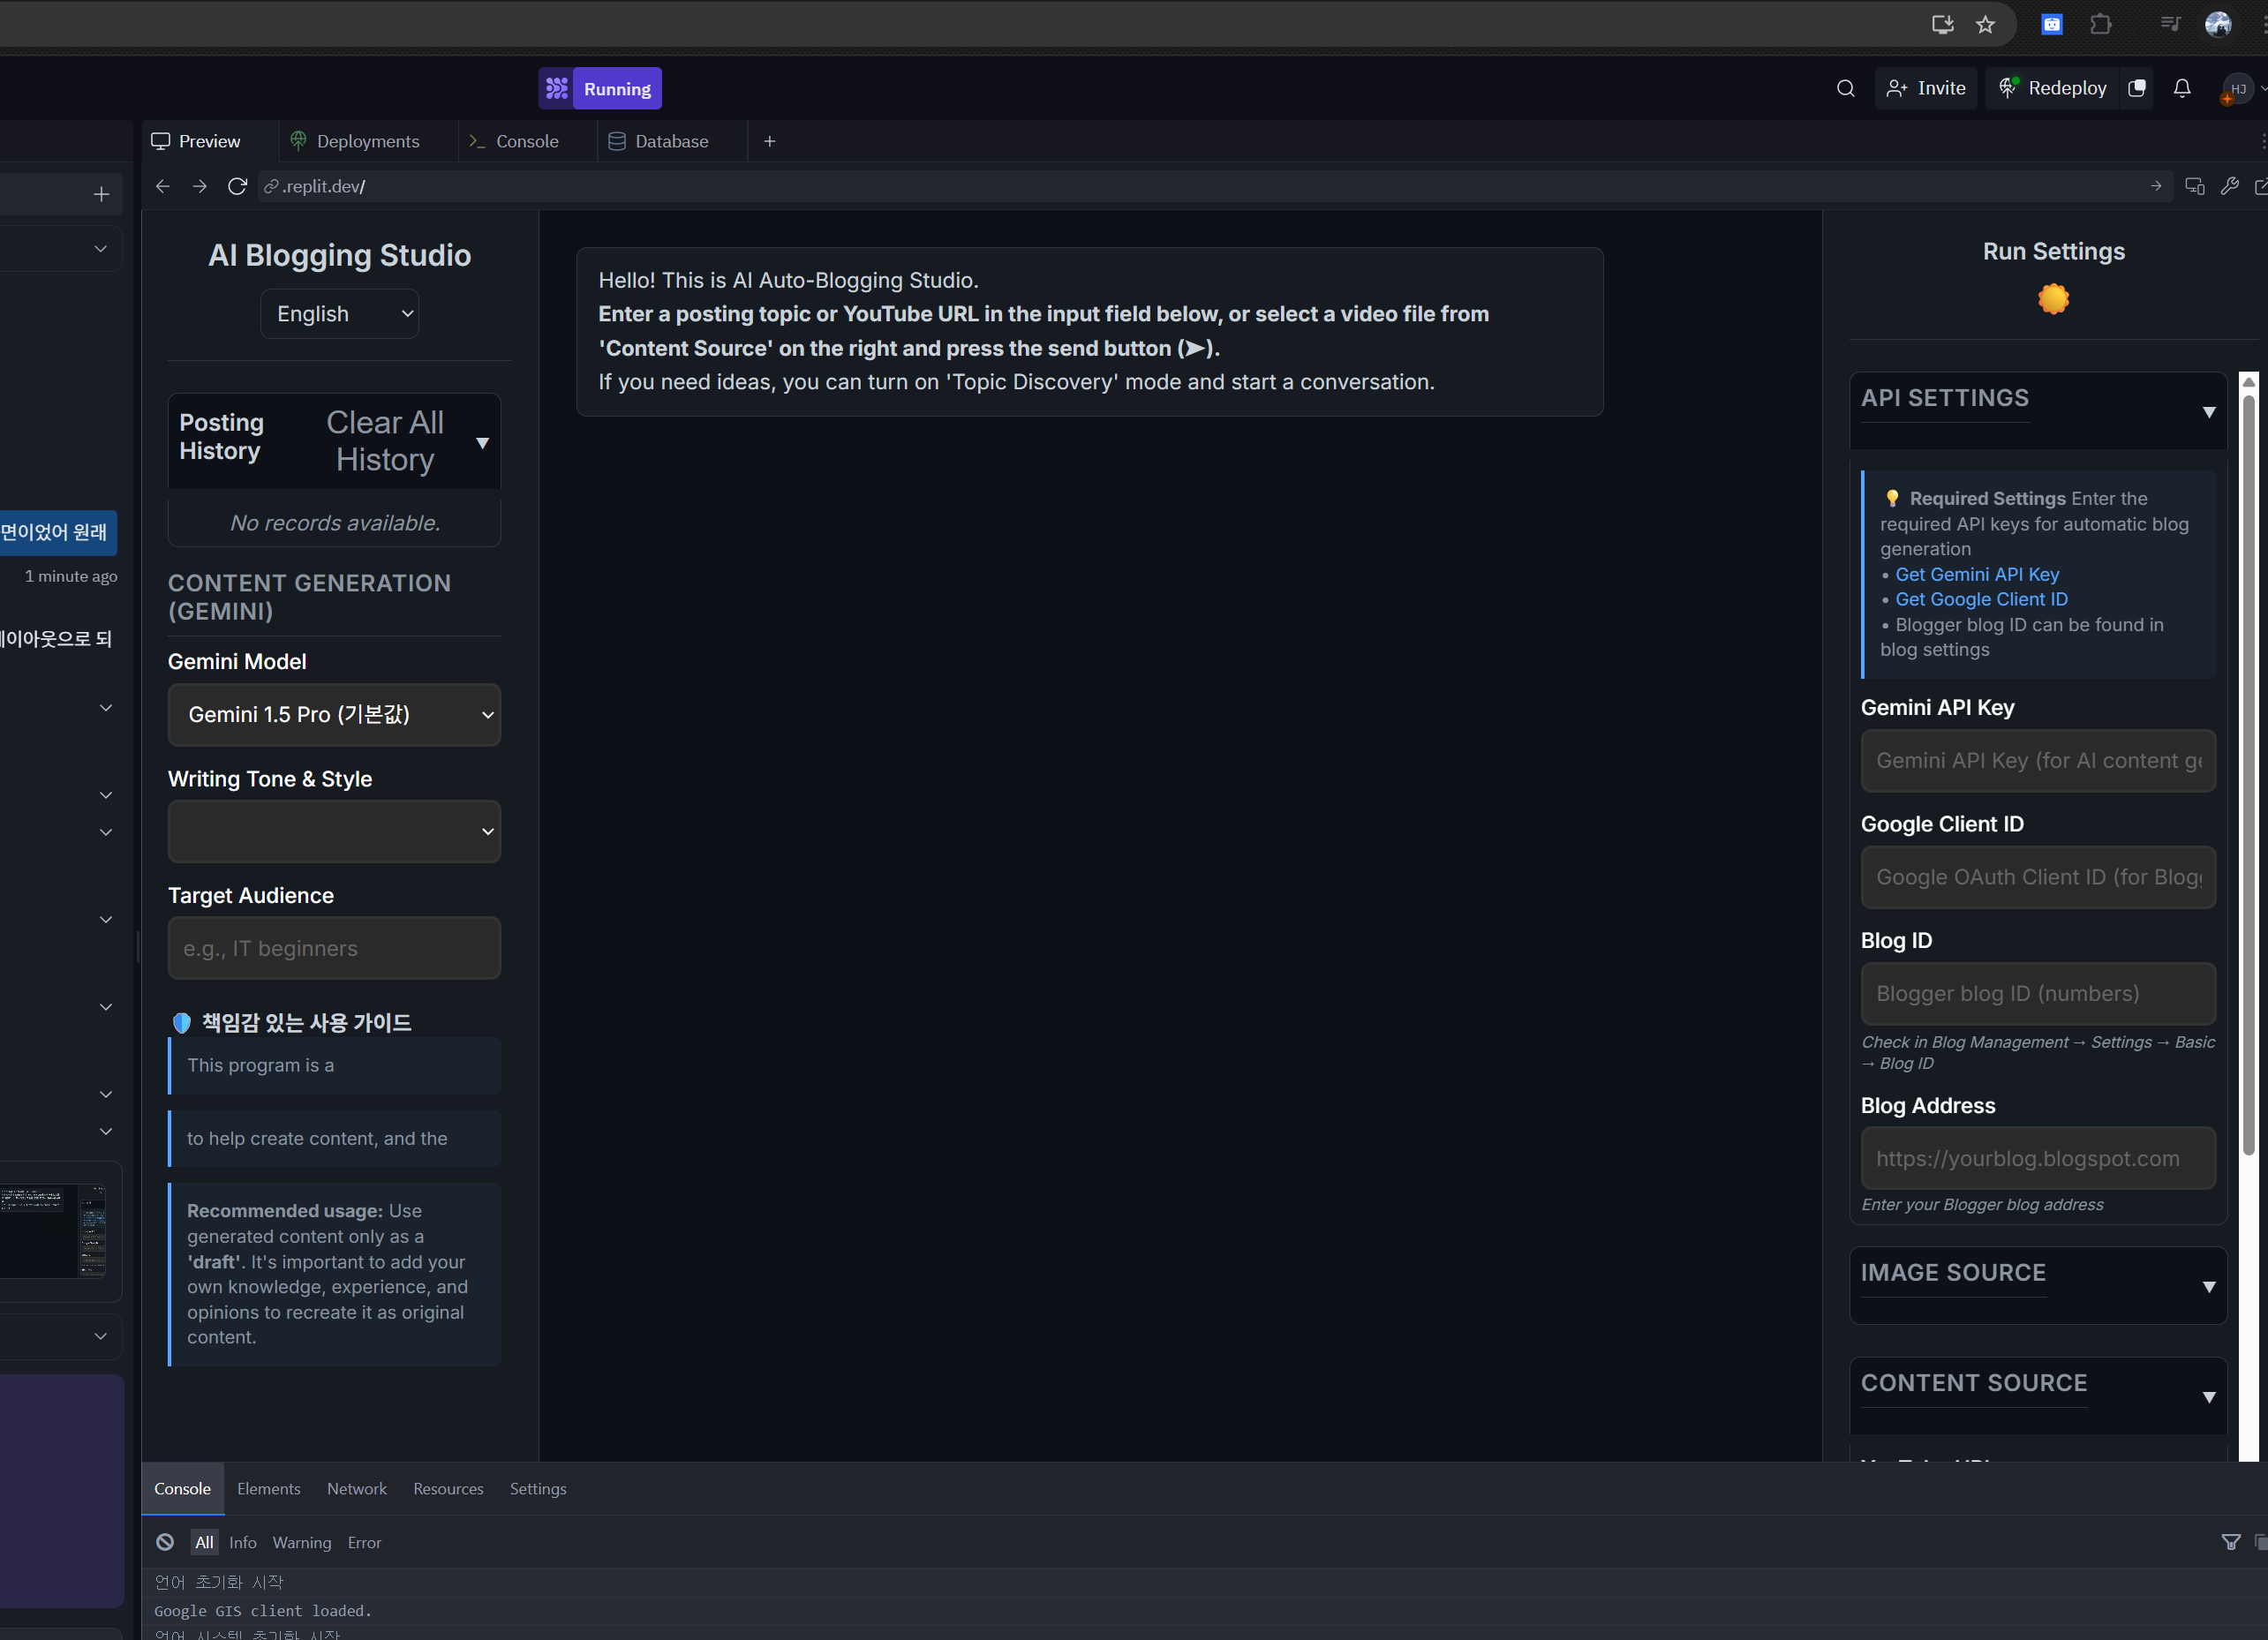 Running
Invite
Redeploy
HJ
Preview
Deployments
Console
Database
.replit.dev/
면이었어 원래
1 minute ago
레이아웃으로 되
AI Blogging Studio
English
Posting
History
Clear All
History
▼
No records available.
CONTENT GENERATION
(GEMINI)
Gemini Model
Gemini 1.5 Pro (기본값)
Writing Tone & Style
Target Audience
e.g., IT beginners
책임감 있는 사용 가이드
This program is a
to help create content, and the
Recommended usage: Use
generated content only as a
'draft'. It's important to add your
own knowledge, experience, and
opinions to recreate it as original
content.
Hello! This is AI Auto-Blogging Studio.
Enter a posting topic or YouTube URL in the input field below, or select a video file from
'Content Source' on the right and press the send button (➤).
If you need ideas, you can turn on 'Topic Discovery' mode and start a conversation.
Run Settings
API SETTINGS
▼
💡 Required Settings Enter the
required API keys for automatic blog
generation
• Get Gemini API Key
• Get Google Client ID
• Blogger blog ID can be found in
blog settings
Gemini API Key
Gemini API Key (for AI content ge
Google Client ID
Google OAuth Client ID (for Blogg
Blog ID
Blogger blog ID (numbers)
Check in Blog Management → Settings → Basic
→ Blog ID
Blog Address
https://yourblog.blogspot.com
Enter your Blogger blog address
IMAGE SOURCE
▼
CONTENT SOURCE
▼
YouTube URL
Console
Elements
Network
Resources
Settings
All
Info
Warning
Error
언어 초기화 시작
Google GIS client loaded.
언어 시스템 초기화 시작